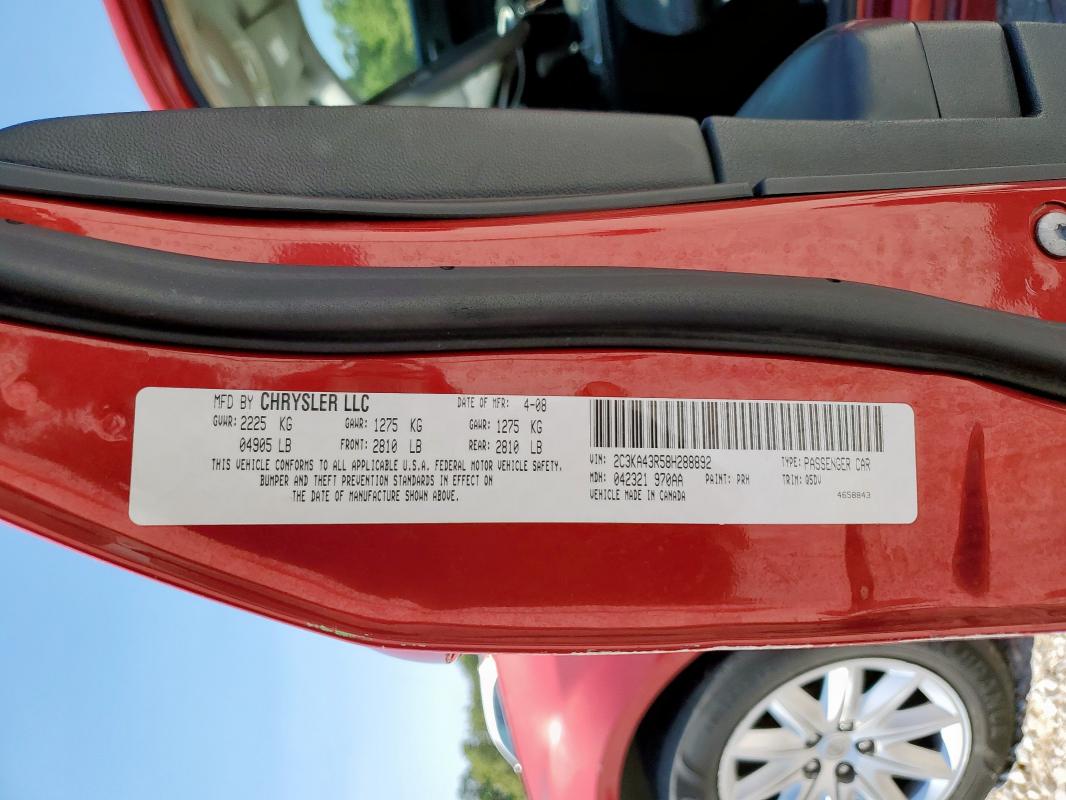 MFD BY CHRYSLER LLC DATE OF MFR: 4-08
GVWR: 2225 KG GAWR: 1275 KG GAWR: 1275 KG
04905 LB FRONT: 2810 LB REAR: 2810 LB
THIS VEHICLE CONFORMS TO ALL APPLICABLE U.S.A. FEDERAL MOTOR VEHICLE SAFETY,
BUMPER AND THEFT PREVENTION STANDARDS IN EFFECT ON
THE DATE OF MANUFACTURE SHOWN ABOVE.
VIN: 2C3KA43R58H288892 TYPE: PASSENGER CAR
MDH: 042321 970AA PAINT: PRH TRIM: Q5DV
VEHICLE MADE IN CANADA 4658843